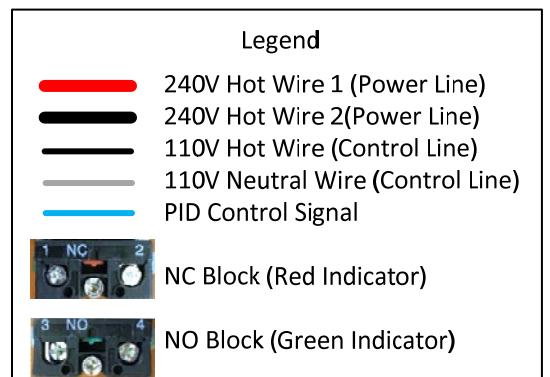 Legend
240V Hot Wire 1 (Power Line)
240V Hot Wire 2(Power Line)
110V Hot Wire (Control Line)
110V Neutral Wire (Control Line)
PID Control Signal
1 NC 2
NC Block (Red Indicator)
3 NO 4
NO Block (Green Indicator)